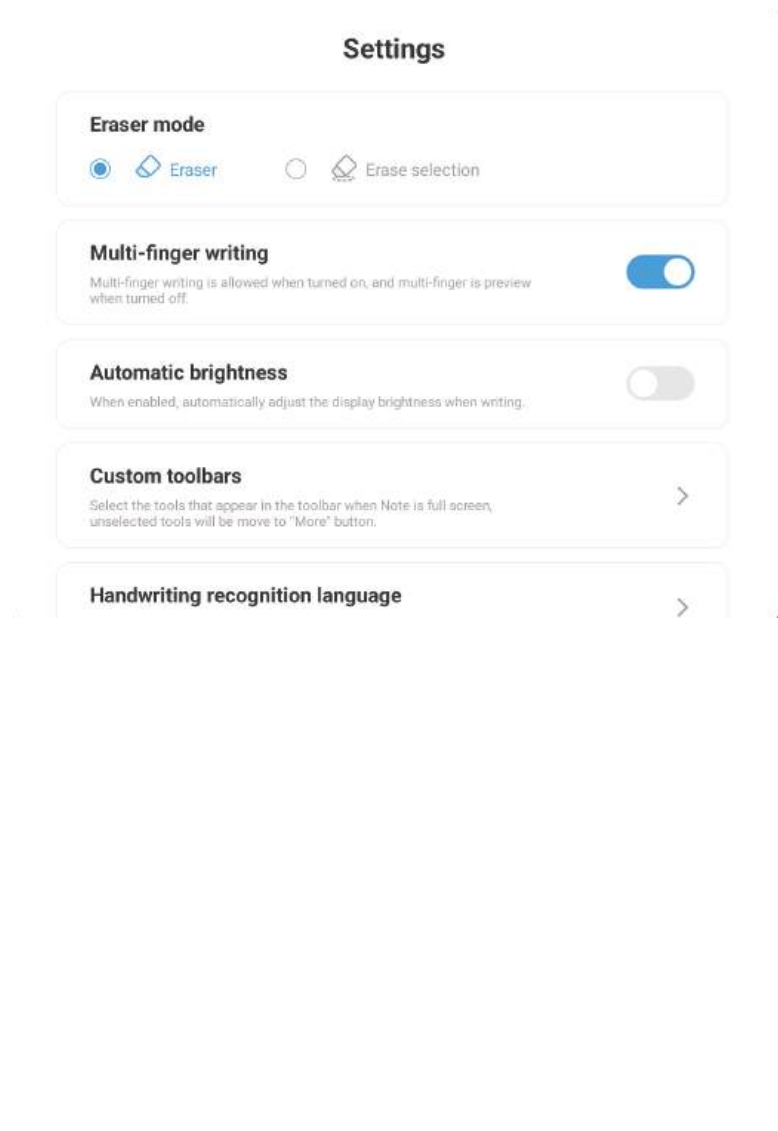 Settings
Eraser mode
Eraser Erase selection
Multi-finger writing
Multi-finger writing is allowed when turned on, and multi-finger is preview
when turned off.
Automatic brightness
When enabled, automatically adjust the display brightness when writing.
Custom toolbars
Select the tools that appear in the toolbar when Note is full screen,
unselected tools will be move to "More" button.
Handwriting recognition language